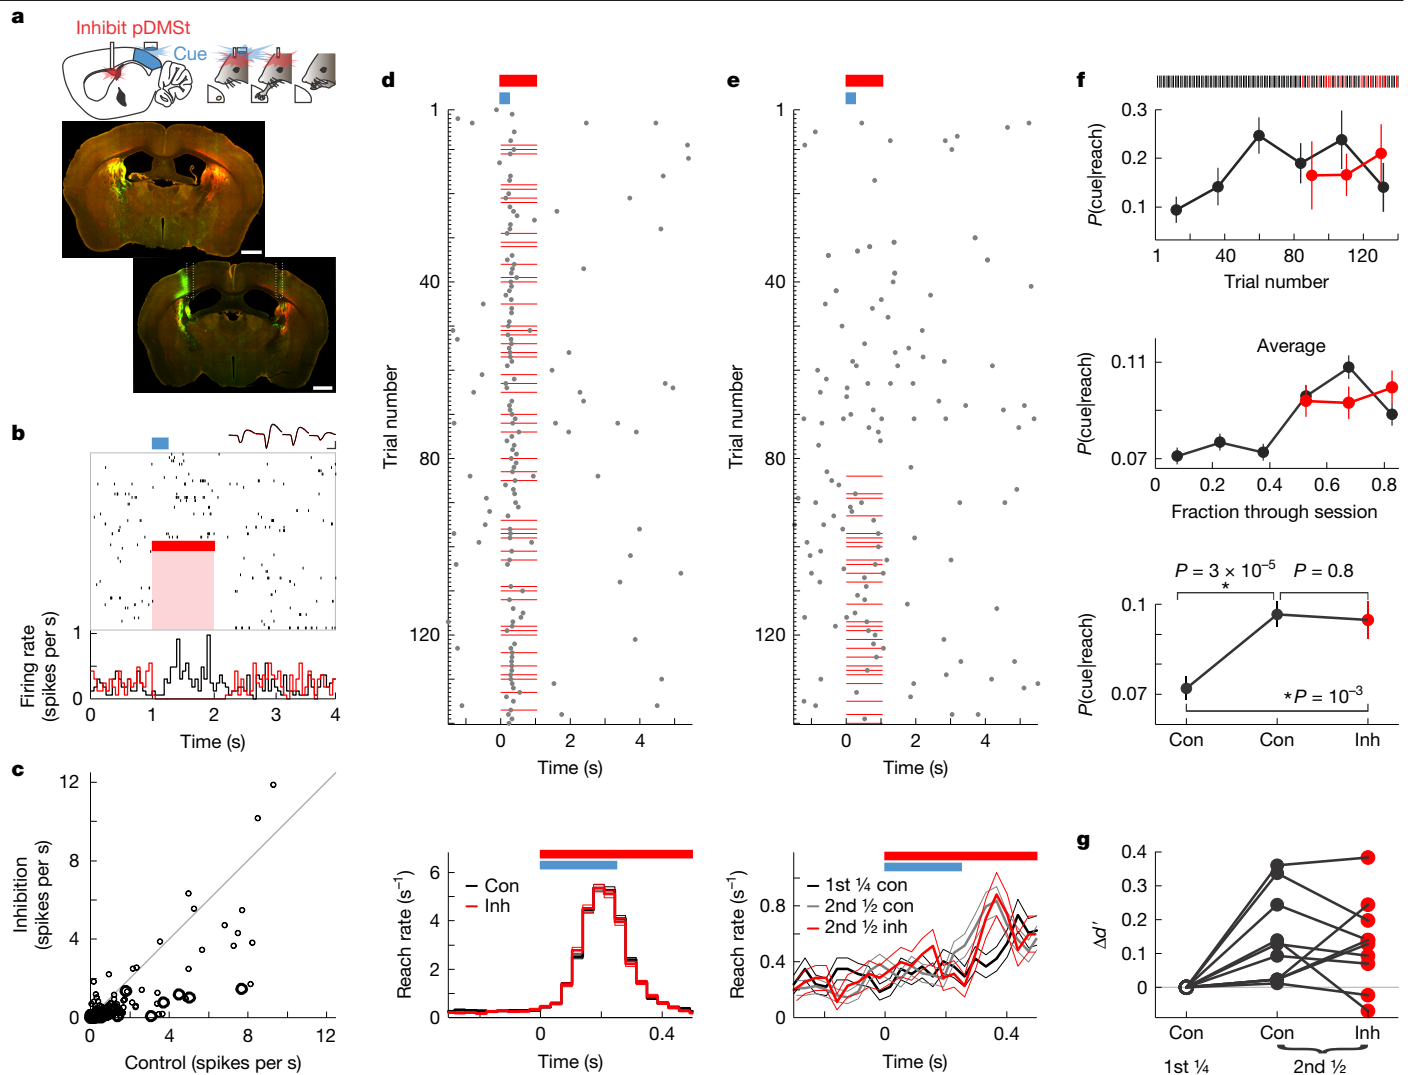 a
Inhibit pDMSt
Cue
b
Firing rate
(spikes per s)
1
0
0 1 2 3 4
Time (s)
c
Inhibition
(spikes per s)
12
8
4
0
0 4 8 12
Control (spikes per s)
d
Trial number
1
40
80
120
0 2 4
Time (s)
Reach rate (s⁻¹)
6
4
2
0
Con
Inh
0 0.4
Time (s)
e
Trial number
1
40
80
120
0 2 4
Time (s)
Reach rate (s⁻¹)
0.8
0.4
0
1st ¼ con
2nd ½ con
2nd ½ inh
0 0.4
Time (s)
f
P(cue|reach)
0.3
0.2
0.1
1 40 80 120
Trial number
Average
P(cue|reach)
0.11
0.07
0 0.2 0.4 0.6 0.8
Fraction through session
P = 3 × 10⁻⁵ P = 0.8
*
P(cue|reach)
0.1
0.07
*P = 10⁻³
Con Con Inh
g
Δd′
0.4
0.3
0.2
0.1
0
Con Con Inh
1st ¼ 2nd ½